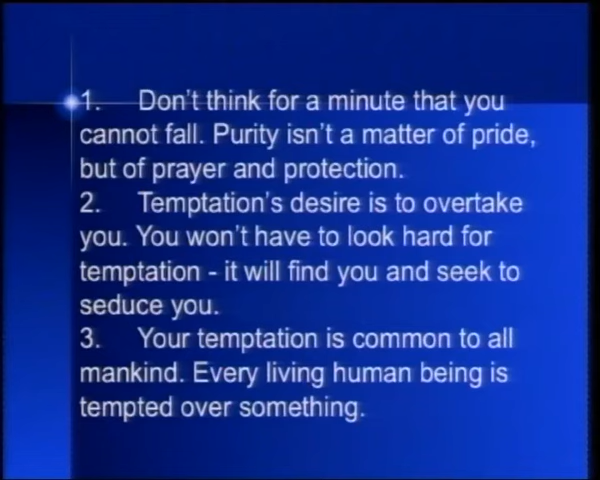 1. Don't think for a minute that you
cannot fall. Purity isn't a matter of pride,
but of prayer and protection.
2. Temptation's desire is to overtake
you. You won't have to look hard for
temptation - it will find you and seek to
seduce you.
3. Your temptation is common to all
mankind. Every living human being is
tempted over something.